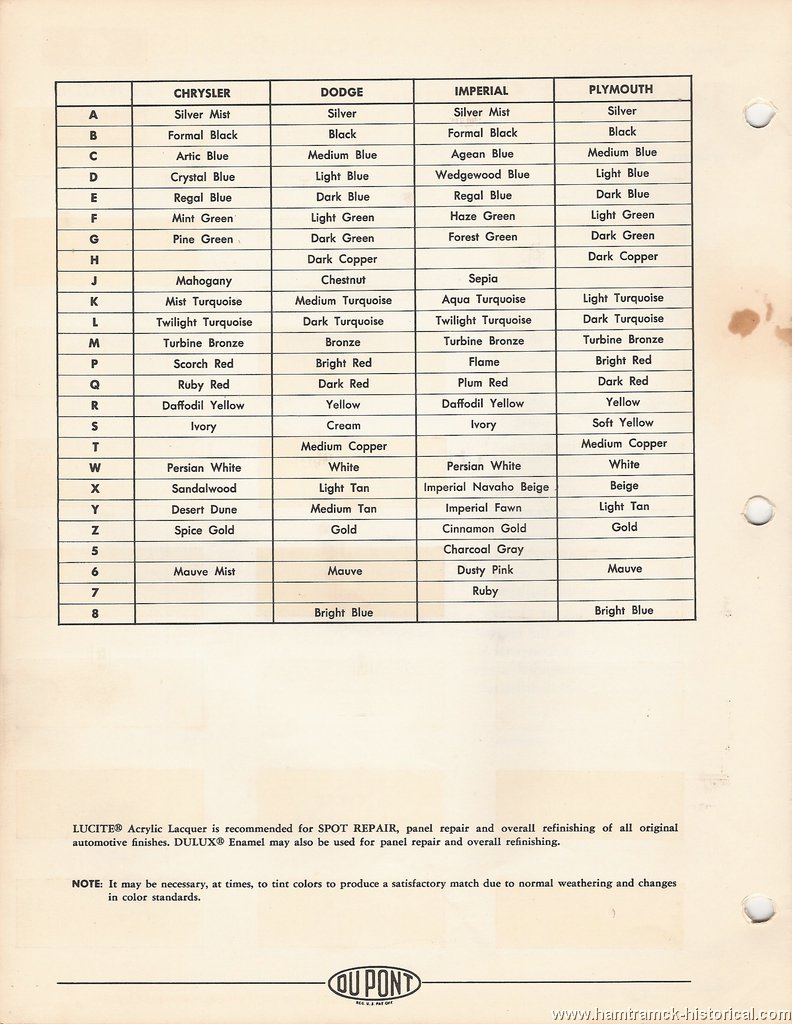 CHRYSLER DODGE IMPERIAL PLYMOUTH
A Silver Mist Silver Silver Mist Silver
B Formal Black Black Formal Black Black
C Artic Blue Medium Blue Agean Blue Medium Blue
D Crystal Blue Light Blue Wedgewood Blue Light Blue
E Regal Blue Dark Blue Regal Blue Dark Blue
F Mint Green Light Green Haze Green Light Green
G Pine Green Dark Green Forest Green Dark Green
H Dark Copper Dark Copper
J Mahogany Chestnut Sepia
K Mist Turquoise Medium Turquoise Aqua Turquoise Light Turquoise
L Twilight Turquoise Dark Turquoise Twilight Turquoise Dark Turquoise
M Turbine Bronze Bronze Turbine Bronze Turbine Bronze
P Scorch Red Bright Red Flame Bright Red
Q Ruby Red Dark Red Plum Red Dark Red
R Daffodil Yellow Yellow Daffodil Yellow Yellow
S Ivory Cream Ivory Soft Yellow
T Medium Copper Medium Copper
W Persian White White Persian White White
X Sandalwood Light Tan Imperial Navaho Beige Beige
Y Desert Dune Medium Tan Imperial Fawn Light Tan
Z Spice Gold Gold Cinnamon Gold Gold
5 Charcoal Gray
6 Mauve Mist Mauve Dusty Pink Mauve
7 Ruby
8 Bright Blue Bright Blue
LUCITE® Acrylic Lacquer is recommended for SPOT REPAIR, panel repair and overall refinishing of all original
automotive finishes. DULUX® Enamel may also be used for panel repair and overall refinishing.
NOTE: It may be necessary, at times, to tint colors to produce a satisfactory match due to normal weathering and changes
in color standards.
DU PONT
REG. U.S. PAT. OFF.
www.hamtramck-historical.com